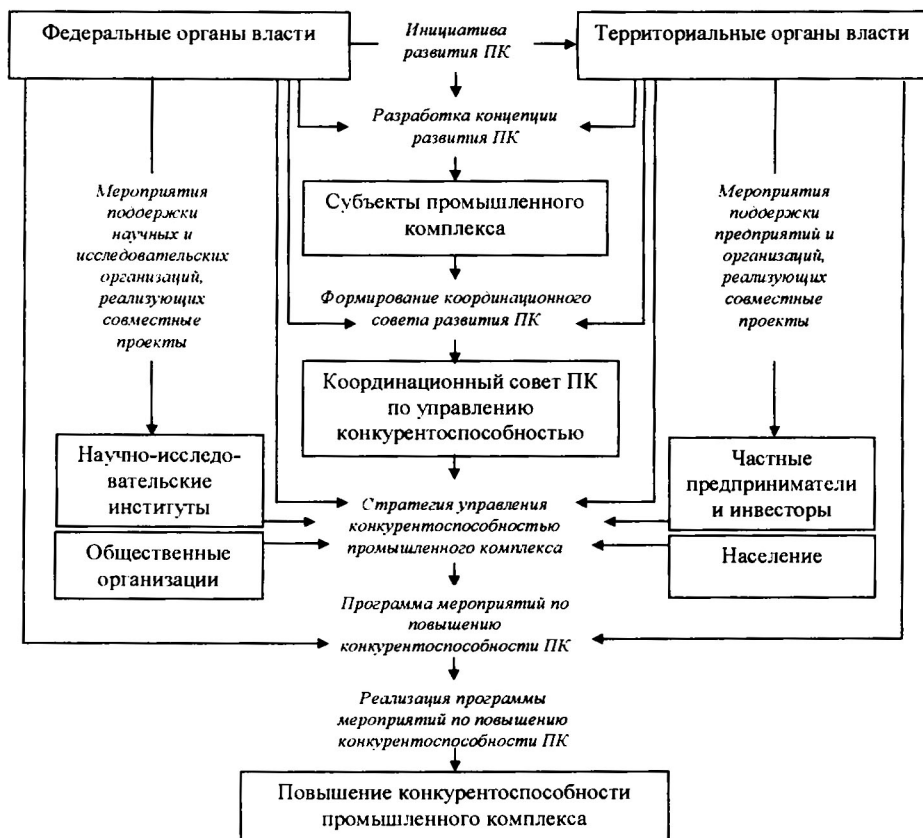 Федеральные органы власти
Инициатива
развития ПК
Территориальные органы власти
Разработка концепции
развития ПК
Мероприятия
поддержки
научных и
исследовательских
организаций,
реализующих
совместные
проекты
Субъекты промышленного
комплекса
Мероприятия
поддержки
предприятий и
организаций,
реализующих
совместные
проекты
Формирование координационного
совета развития ПК
Координационный совет ПК
по управлению
конкурентоспособностью
Научно-исследо-
вательские
институты
Частные
предприниматели
и инвесторы
Стратегия управления
конкурентоспособностью
промышленного комплекса
Общественные
организации
Население
Программа мероприятий по
повышению
конкурентоспособности ПК
Реализация программы
мероприятий по повышению
конкурентоспособности ПК
Повышение конкурентоспособности
промышленного комплекса